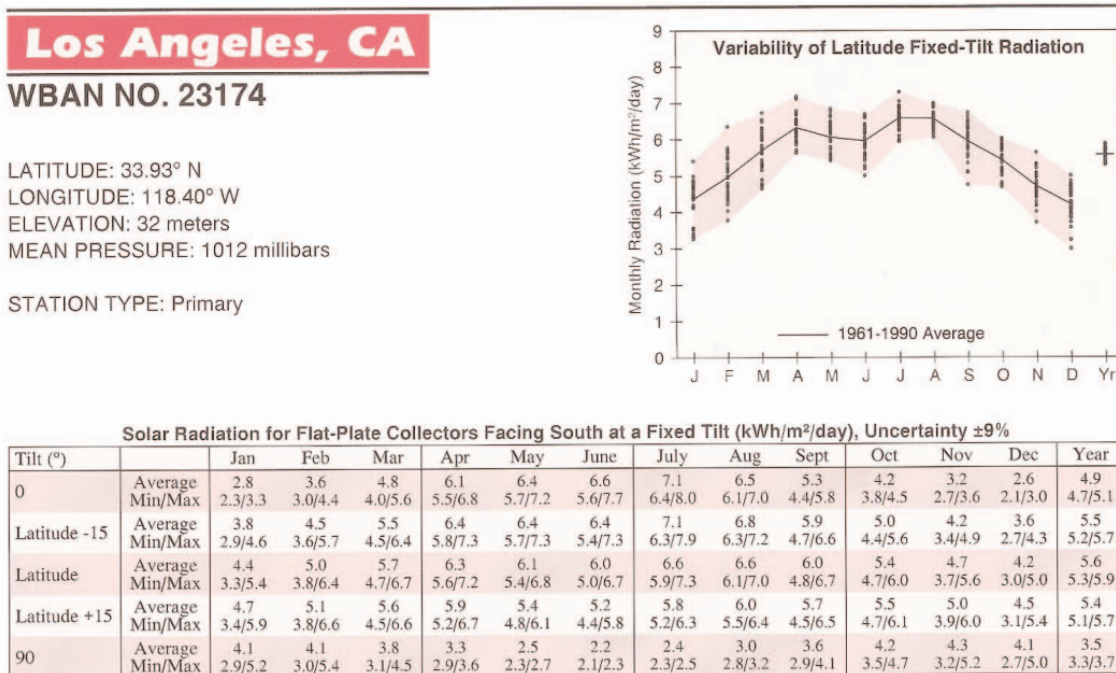 Los Angeles, CA
WBAN NO. 23174
LATITUDE: 33.93° N
LONGITUDE: 118.40° W
ELEVATION: 32 meters
MEAN PRESSURE: 1012 millibars
STATION TYPE: Primary
Variability of Latitude Fixed-Tilt Radiation
Monthly Radiation (kWh/m²/day)
9
8
7
6
5
4
3
2
1
0
1961-1990 Average
J F M A M J J A S O N D Yr
Solar Radiation for Flat-Plate Collectors Facing South at a Fixed Tilt (kWh/m²/day), Uncertainty ±9%
Tilt (°) Jan Feb Mar Apr May June July Aug Sept Oct Nov Dec Year
0 Average 2.8 3.6 4.8 6.1 6.4 6.6 7.1 6.5 5.3 4.2 3.2 2.6 4.9
Min/Max 2.3/3.3 3.0/4.4 4.0/5.6 5.5/6.8 5.7/7.2 5.6/7.7 6.4/8.0 6.1/7.0 4.4/5.8 3.8/4.5 2.7/3.6 2.1/3.0 4.7/5.1
Latitude -15 Average 3.8 4.5 5.5 6.4 6.4 6.4 7.1 6.8 5.9 5.0 4.2 3.6 5.5
Min/Max 2.9/4.6 3.6/5.7 4.5/6.4 5.8/7.3 5.7/7.3 5.4/7.3 6.3/7.9 6.3/7.2 4.7/6.6 4.4/5.6 3.4/4.9 2.7/4.3 5.2/5.7
Latitude Average 4.4 5.0 5.7 6.3 6.1 6.0 6.6 6.6 6.0 5.4 4.7 4.2 5.6
Min/Max 3.3/5.4 3.8/6.4 4.7/6.7 5.6/7.2 5.4/6.8 5.0/6.7 5.9/7.3 6.1/7.0 4.8/6.7 4.7/6.0 3.7/5.6 3.0/5.0 5.3/5.9
Latitude +15 Average 4.7 5.1 5.6 5.9 5.4 5.2 5.8 6.0 5.7 5.5 5.0 4.5 5.4
Min/Max 3.4/5.9 3.8/6.6 4.5/6.6 5.2/6.7 4.8/6.1 4.4/5.8 5.2/6.3 5.5/6.4 4.5/6.5 4.7/6.1 3.9/6.0 3.1/5.4 5.1/5.7
90 Average 4.1 4.1 3.8 3.3 2.5 2.2 2.4 3.0 3.6 4.2 4.3 4.1 3.5
Min/Max 2.9/5.2 3.0/5.4 3.1/4.5 2.9/3.6 2.3/2.7 2.1/2.3 2.3/2.5 2.8/3.2 2.9/4.1 3.5/4.7 3.2/5.2 2.7/5.0 3.3/3.7